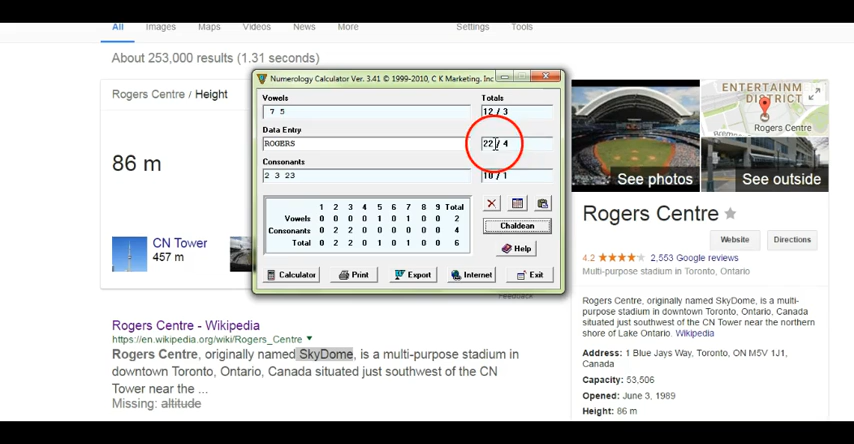 All Images Maps Videos News More Settings Tools
About 253,000 results (1.31 seconds)
Rogers Centre / Height
86 m
CN Tower
457 m
Numerology Calculator Ver. 3.41 © 1999-2010, C K Marketing. Inc
Vowels Totals
7 5 12 / 3
Data Entry
ROGERS 22 / 4
Consonants
2 3 23 10 / 1
1 2 3 4 5 6 7 8 9 Total
Vowels 0 0 0 0 1 0 1 0 0 2
Consonants 0 2 2 0 0 0 0 0 0 4
Total 0 2 2 0 1 0 1 0 0 6
Chaldean
Help
Calculator Print Export Internet Exit
Feedback
Rogers Centre - Wikipedia
https://en.wikipedia.org/wiki/Rogers_Centre
Rogers Centre, originally named SkyDome, is a multi-purpose stadium in
downtown Toronto, Ontario, Canada situated just southwest of the CN
Tower near the ...
Missing: altitude
ENTERTAINM
DISTRICT
Rogers Centre
See photos See outside
Rogers Centre
Website Directions
4.2 2,553 Google reviews
Multi-purpose stadium in Toronto, Ontario
Rogers Centre, originally named SkyDome, is a multi-
purpose stadium in downtown Toronto, Ontario, Canada
situated just southwest of the CN Tower near the northern
shore of Lake Ontario. Wikipedia
Address: 1 Blue Jays Way, Toronto, ON M5V 1J1,
Canada
Capacity: 53,506
Opened: June 3, 1989
Height: 86 m